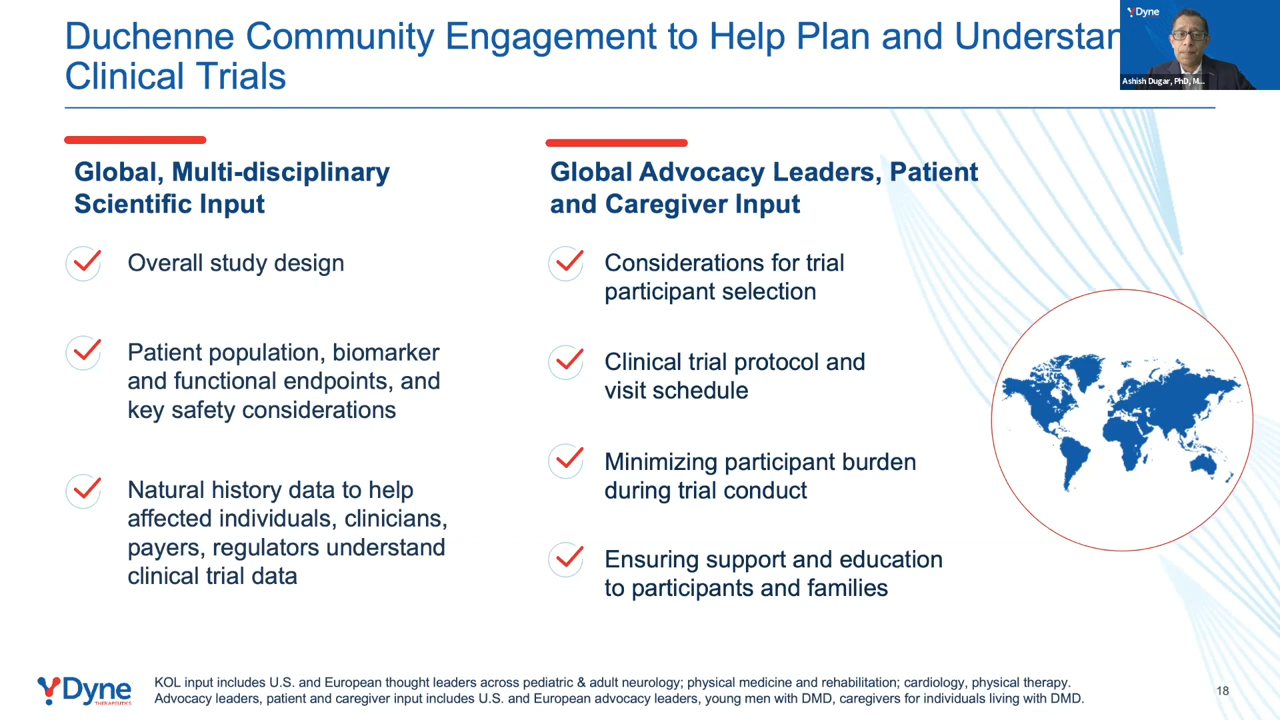 Duchenne Community Engagement to Help Plan and Understan
Clinical Trials
Dyne
Ashish Dugar, PhD, M...
Global, Multi-disciplinary
Scientific Input
Overall study design
Patient population, biomarker
and functional endpoints, and
key safety considerations
Natural history data to help
affected individuals, clinicians,
payers, regulators understand
clinical trial data
Global Advocacy Leaders, Patient
and Caregiver Input
Considerations for trial
participant selection
Clinical trial protocol and
visit schedule
Minimizing participant burden
during trial conduct
Ensuring support and education
to participants and families
Dyne
THERAPEUTICS
KOL input includes U.S. and European thought leaders across pediatric & adult neurology; physical medicine and rehabilitation; cardiology, physical therapy.
Advocacy leaders, patient and caregiver input includes U.S. and European advocacy leaders, young men with DMD, caregivers for individuals living with DMD.
18